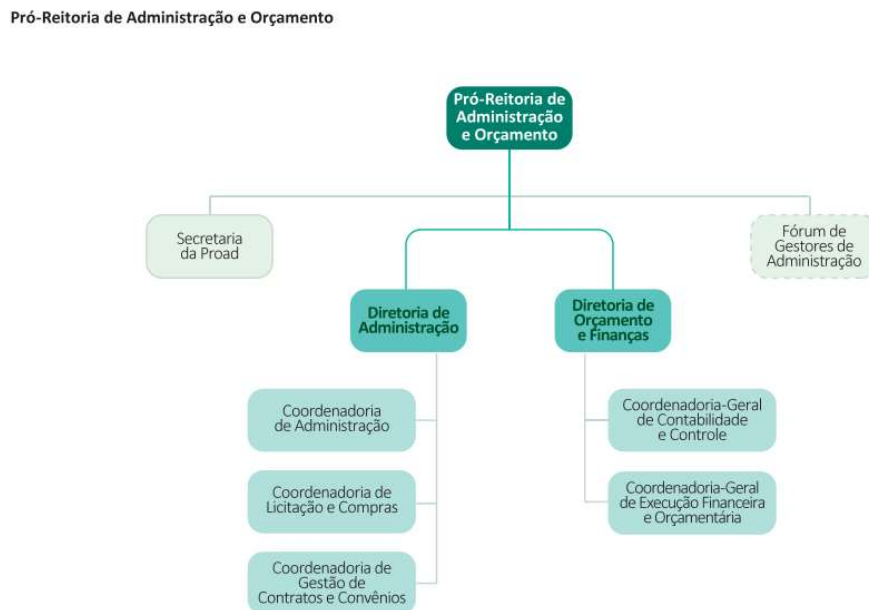 Pró-Reitoria de Administração e Orçamento
Pró-Reitoria de
Administração
e Orçamento
Secretaria
da Proad
Fórum de
Gestores de
Administração
Diretoria de
Administração
Diretoria de
Orçamento
e Finanças
Coordenadoria
de Administração
Coordenadoria de
Licitação e Compras
Coordenadoria de
Gestão de
Contratos e Convênios
Coordenadoria-Geral
de Contabilidade
e Controle
Coordenadoria-Geral
de Execução Financeira
e Orçamentária